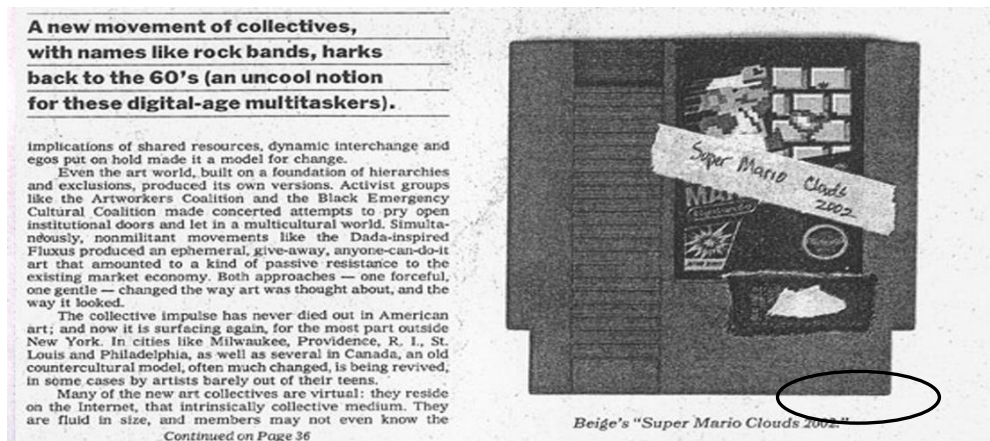 A new movement of collectives,
with names like rock bands, harks
back to the 60's (an uncool notion
for these digital-age multitaskers).
implications of shared resources, dynamic interchange and
egos put on hold made it a model for change.
Even the art world, built on a foundation of hierarchies
and exclusions, produced its own versions. Activist groups
like the Artworkers Coalition and the Black Emergency
Cultural Coalition made concerted attempts to pry open
institutional doors and let in a multicultural world. Simulta-
neously, nonmilitant movements like the Dada-inspired
Fluxus produced an ephemeral, give-away, anyone-can-do-it
art that amounted to a kind of passive resistance to the
existing market economy. Both approaches — one forceful,
one gentle — changed the way art was thought about, and the
way it looked.
The collective impulse has never died out in American
art; and now it is surfacing again, for the most part outside
New York. In cities like Milwaukee, Providence, R. I., St.
Louis and Philadelphia, as well as several in Canada, an old
countercultural model, often much changed, is being revived,
in some cases by artists barely out of their teens.
Many of the new art collectives are virtual: they reside
on the Internet, that intrinsically collective medium. They
are fluid in size, and members may not even know the
Continued on Page 36
Super Mario Clouds
2002
Beige's "Super Mario Clouds 2002."